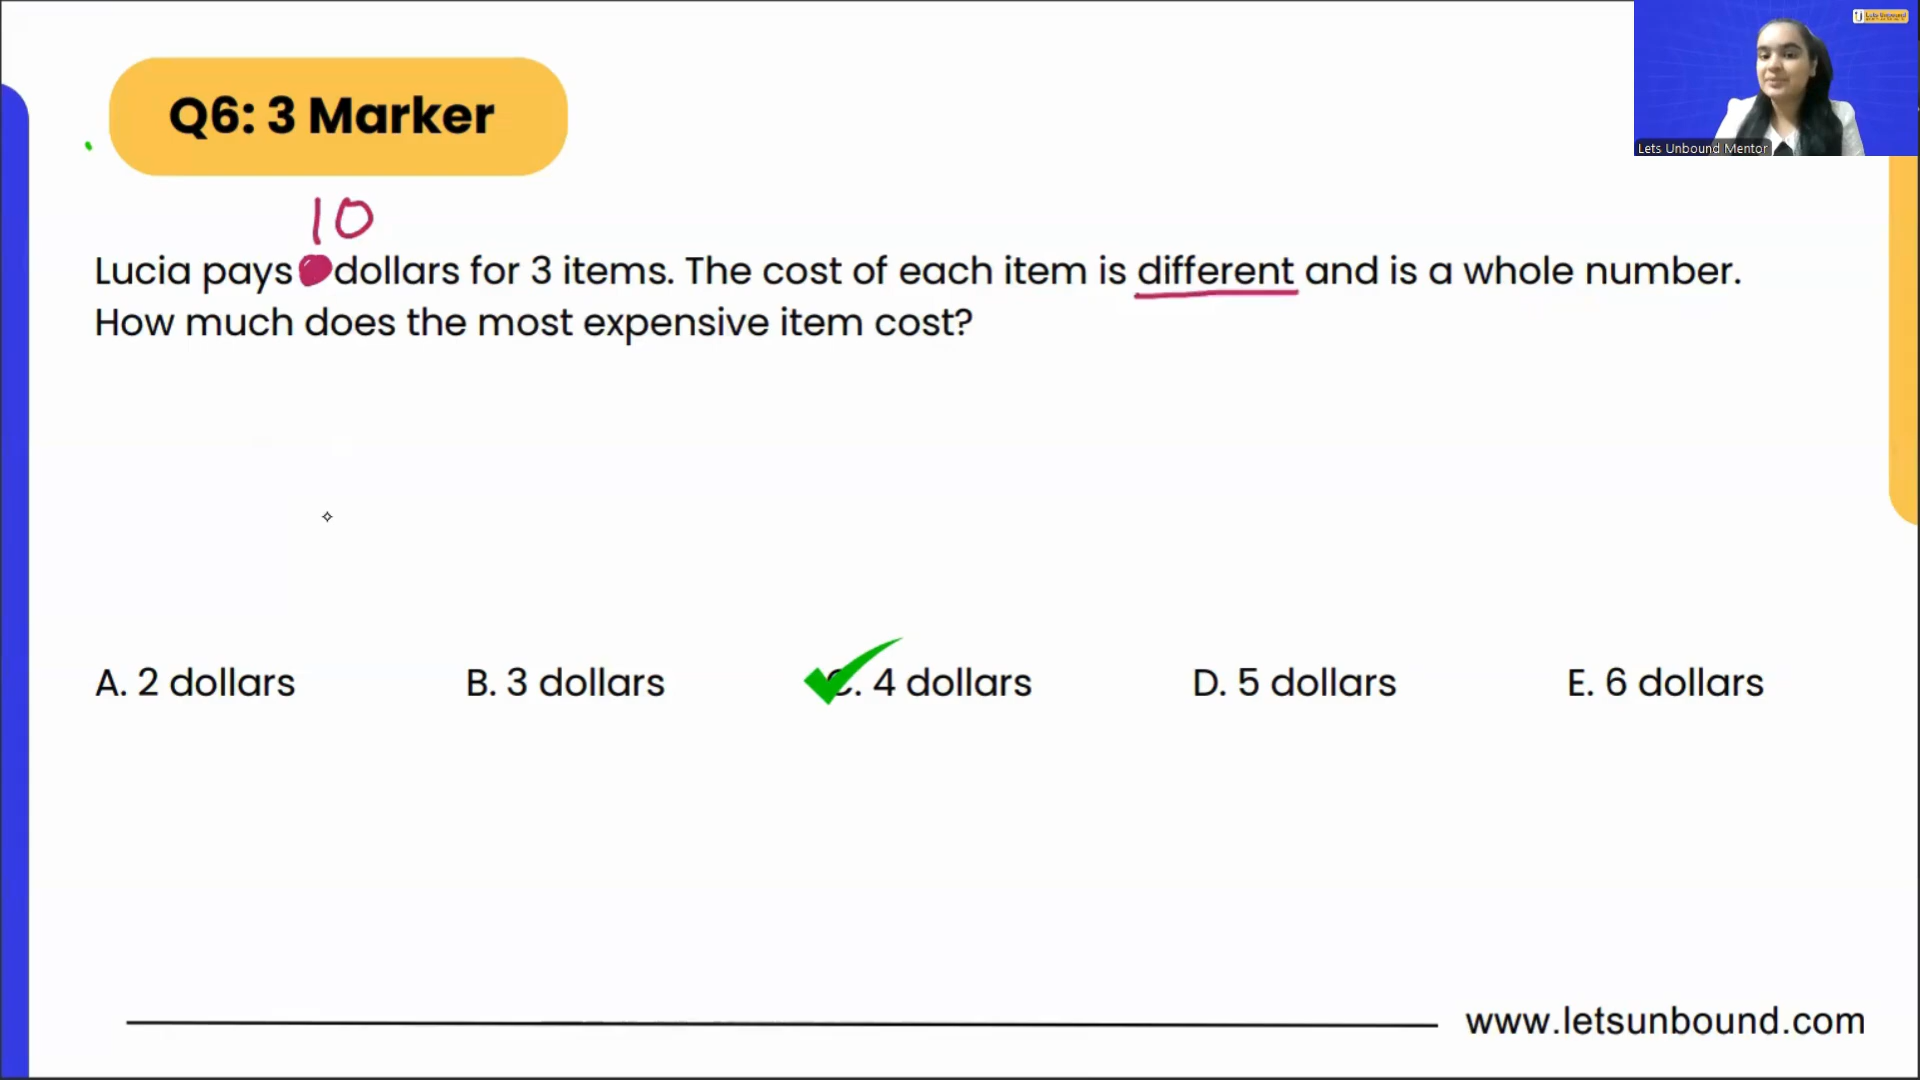 Q6: 3 Marker
Lets Unbound Mentor
10
Lucia pays dollars for 3 items. The cost of each item is different and is a whole number.
How much does the most expensive item cost?
A. 2 dollars
B. 3 dollars
C. 4 dollars
D. 5 dollars
E. 6 dollars
www.letsunbound.com